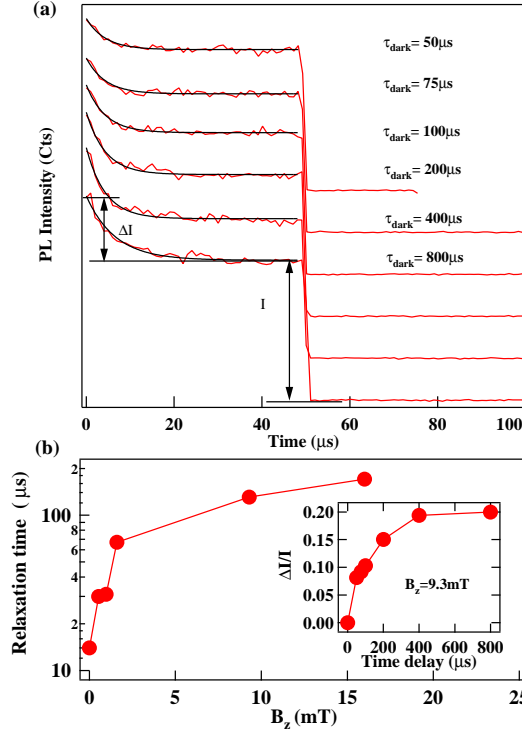 (a)
τdark= 50μs
τdark= 75μs
τdark= 100μs
τdark= 200μs
τdark= 400μs
τdark= 800μs
ΔI
I
PL Intensity (Cts)
0 20 40 60 80 100
Time (μs)
(b)
Relaxation time ( μs)
2
100
6
4
2
10
0 5 10 15 20 25
Bz (mT)
ΔI/I
0.20
0.15
0.10
0.05
0.00
Bz=9.3mT
0 200 400 600 800
Time delay (μs)